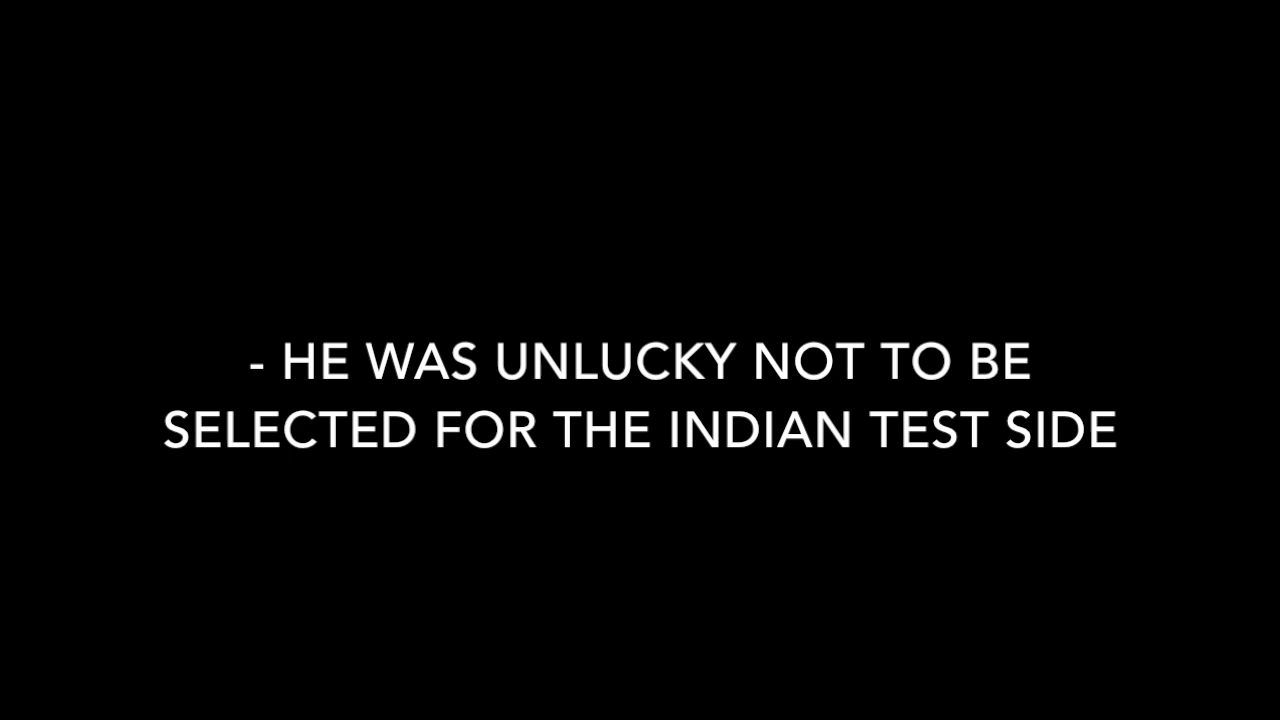 - HE WAS UNLUCKY NOT TO BE
SELECTED FOR THE INDIAN TEST SIDE